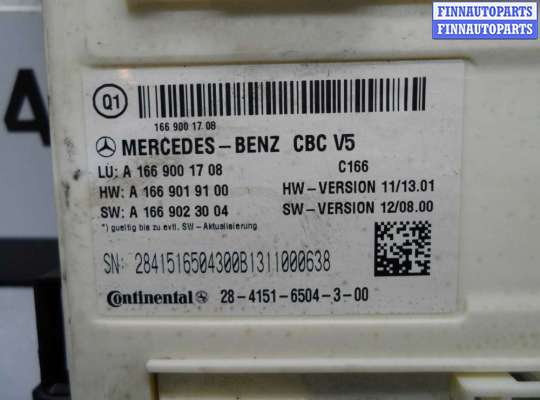 FINNAUTOPARTS
FINNAUTOPARTS
Q1
166 900 17 08
MERCEDES-BENZ CBC V5
LU: A 166 900 17 08 C166
HW: A 166 901 91 00 HW-VERSION 11/13.01
SW: A 166 902 30 04 SW-VERSION 12/08.00
*) gueltig bis zu evtl. SW-Aktualisierung
SN: 2841516504300B1311000638
Continental 28-4151-6504-3-00